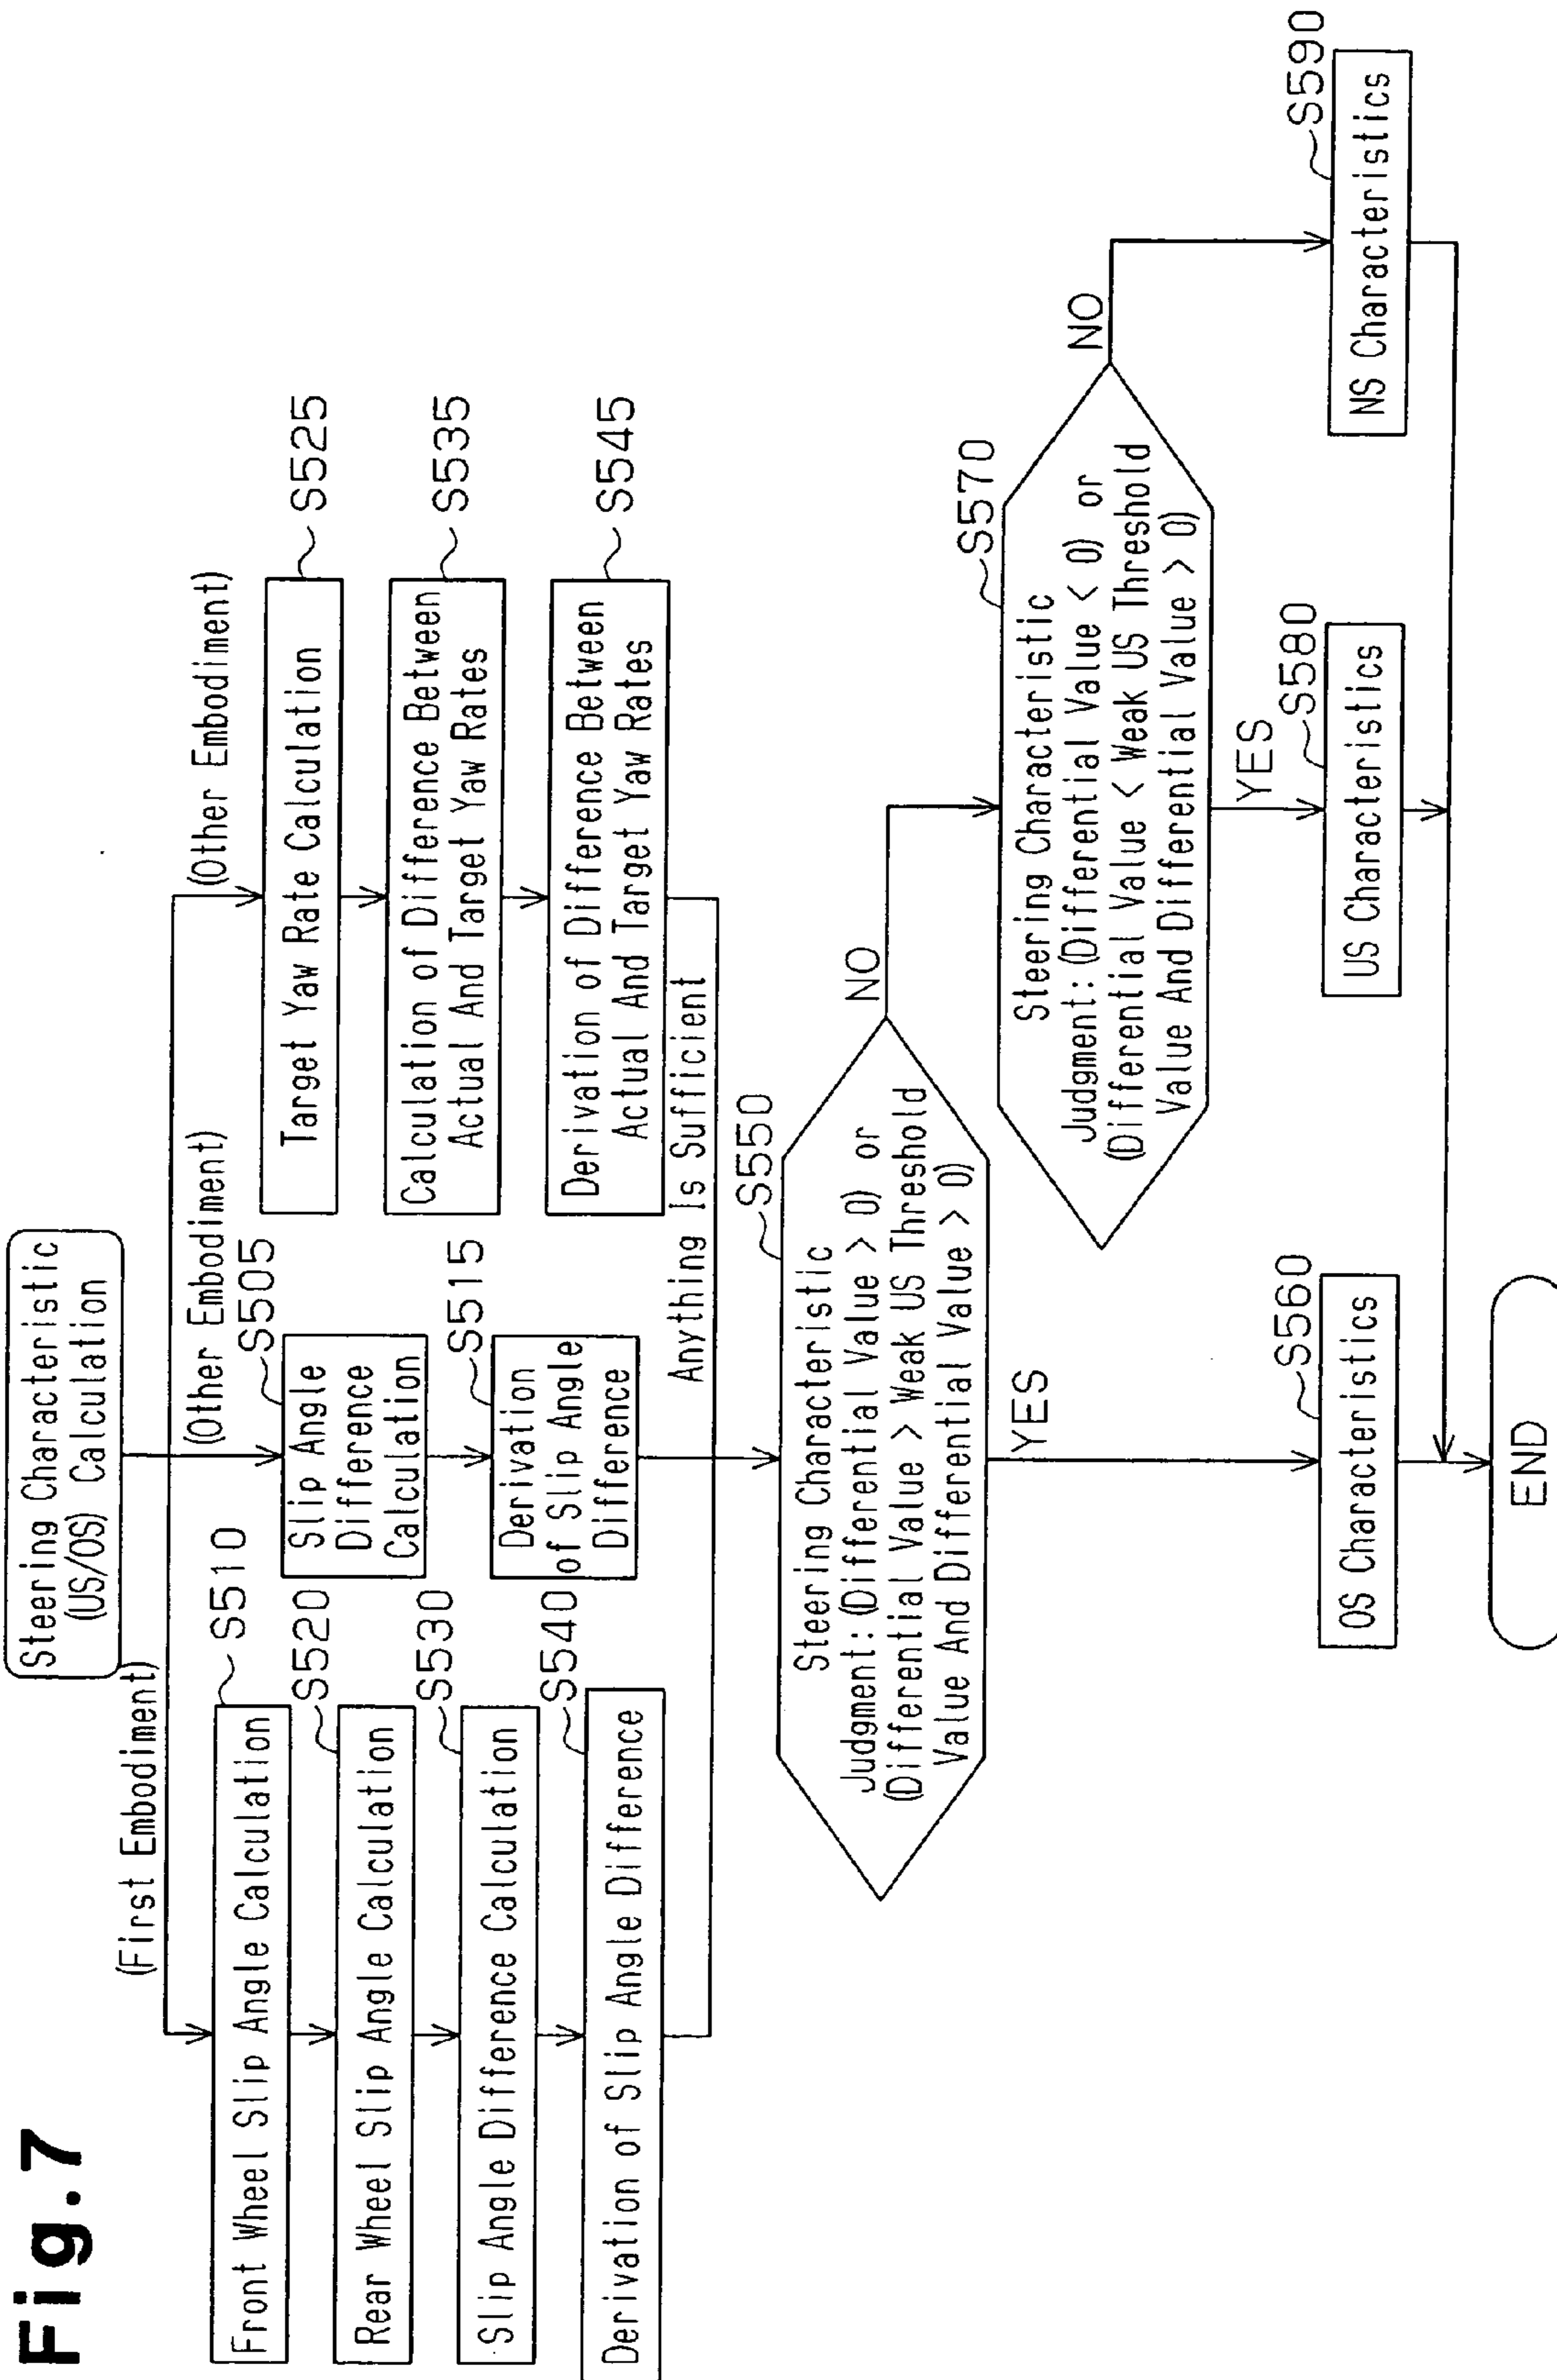 Fig.7
Steering Characteristic
(US/OS) Calculation
(First Embodiment)
(Other Embodiment)
(Other Embodiment)
S510
Front Wheel Slip Angle Calculation
S520
Rear Wheel Slip Angle Calculation
S530
Slip Angle Difference Calculation
S540
Derivation of Slip Angle Difference
S505
Slip Angle
Difference
Calculation
S515
Derivation
of Slip Angle
Difference
S525
Target Yaw Rate Calculation
S535
Calculation of Difference Between
Actual And Target Yaw Rates
S545
Derivation of Difference Between
Actual And Target Yaw Rates
Anything Is Sufficient
S550
Steering Characteristic
Judgment: (Differential Value > 0) or
(Differential Value > Weak US Threshold
Value And Differential Value > 0)
NO
YES
S570
Steering Characteristic
Judgment: (Differential Value < 0) or
(Differential Value < Weak US Threshold
Value And Differential Value > 0)
NO
YES
S560
OS Characteristics
S580
US Characteristics
S590
NS Characteristics
END